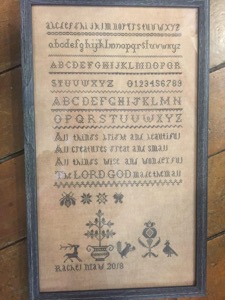 abcdefghijklmnopqrstuvwxyz
abcdefghijklmnopqrstuvwxyz
ABCDEFGHIJKLMNOPQR
STUVWXYZ 0123456789
ABCDEFGHIJKLMN
OPQRSTUVWXYZ
All things bright and beautiful
All creatures great and small
All things wise and wonderful
The LORD GOD made them all
Rachel 2018